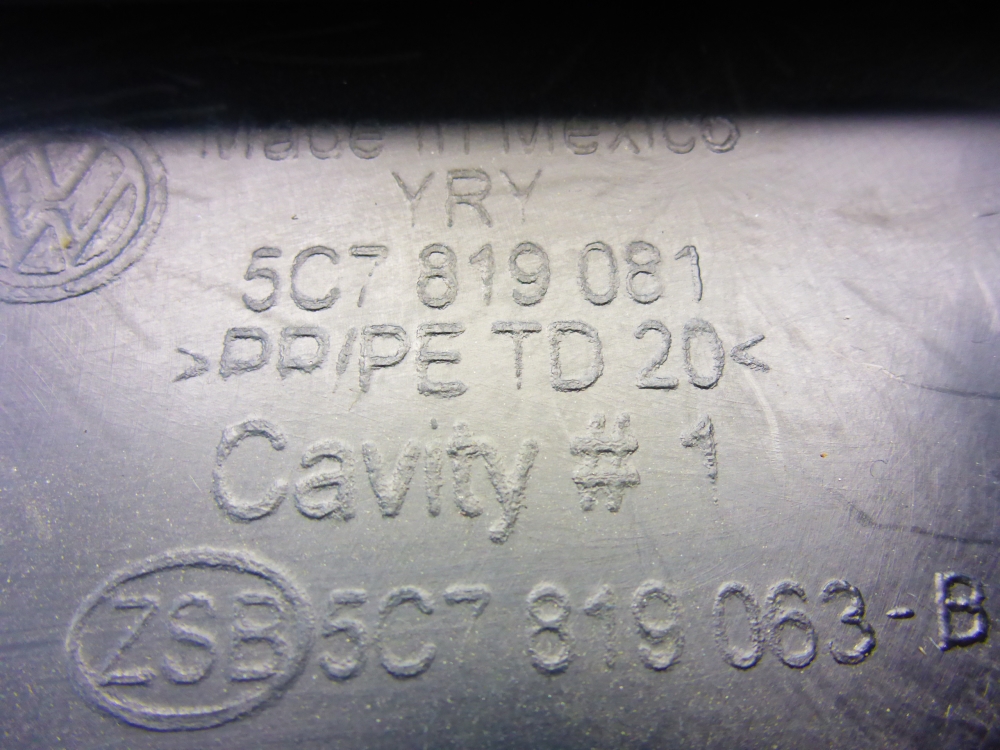 Made in Mexico
YRY
5C7 819 081
>PP/PE TD 20<
Cavity # 1
ZSB 5C7 819 063-B